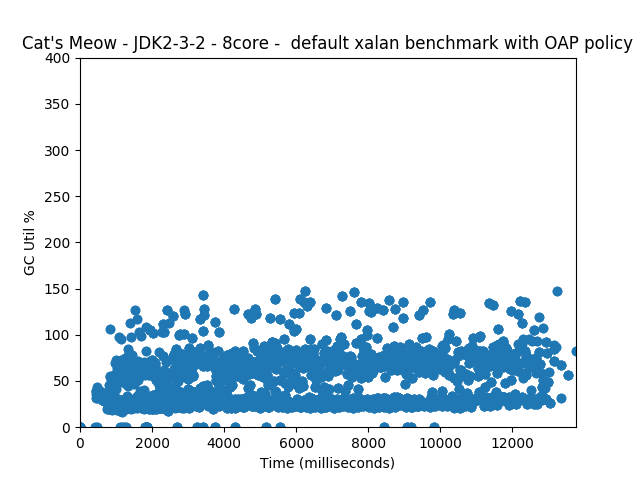 Cat's Meow - JDK2-3-2 - 8core -  default xalan benchmark with OAP policy
400
350
300
250
200
150
100
50
0
GC Util %
0 2000 4000 6000 8000 10000 12000
Time (milliseconds)